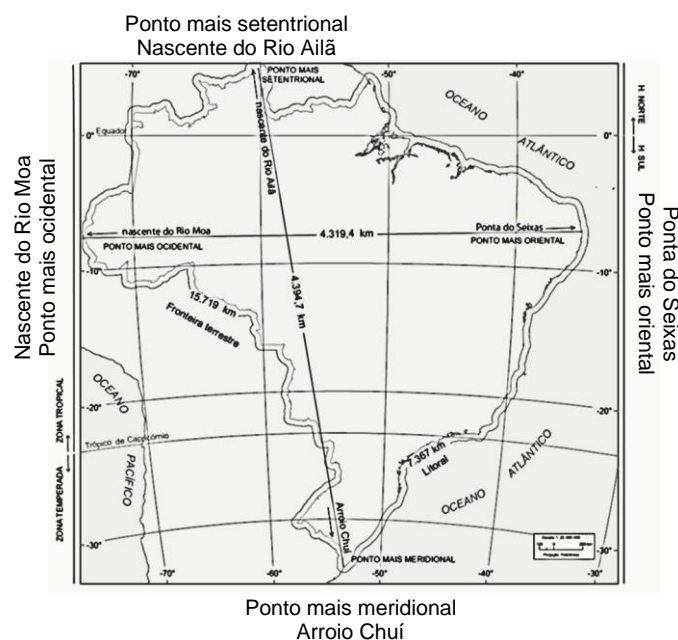 Ponto mais setentrional
Nascente do Rio Ailã
-70°
PONTO MAIS
SETENTRIONAL
-50°
-40°
OCEANO
ATLÂNTICO
H NORTE
H SUL
Equador
0°
0°
nascente do Rio Ailã
Nascente do Rio Moa
Ponto mais ocidental
nascente do Rio Moa
PONTO MAIS OCIDENTAL
4.319,4 km
Ponta do Seixas
PONTO MAIS ORIENTAL
Ponta do Seixas
Ponto mais oriental
-10°
-10°
15.719 km
Fronteira terrestre
4.394,7 km
OCEANO
PACÍFICO
-20°
-20°
ZONA TROPICAL
ZONA TEMPERADA
Trópico de Capricórnio
7.367 km
Litoral
OCEANO
ATLÂNTICO
Arroio Chuí
PONTO MAIS MERIDIONAL
-30°
-30°
-70°
-60°
-50°
-40°
-30°
Ponto mais meridional
Arroio Chuí